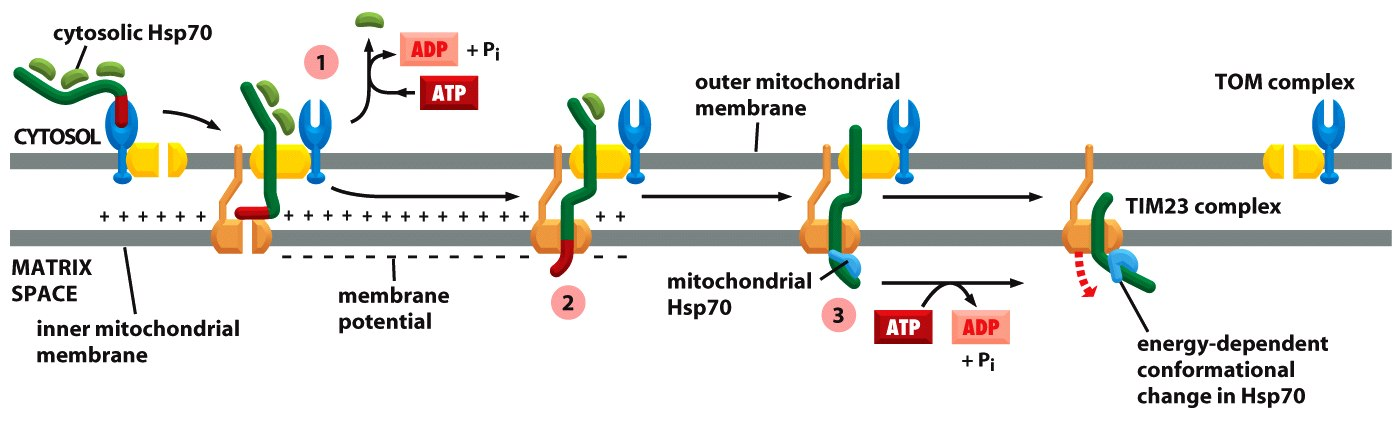 cytosolic Hsp70
1
ADP + Pi
ATP
CYTOSOL
outer mitochondrial
membrane
TOM complex
+ + + + + +
+ + + + + + + + + + + + + + + + + +
+ +
TIM23 complex
MATRIX
SPACE
inner mitochondrial
membrane
– – – – – – – – – – – – – – –
– –
membrane
potential
2
mitochondrial
Hsp70
3
ATP
ADP
+ Pi
energy-dependent
conformational
change in Hsp70